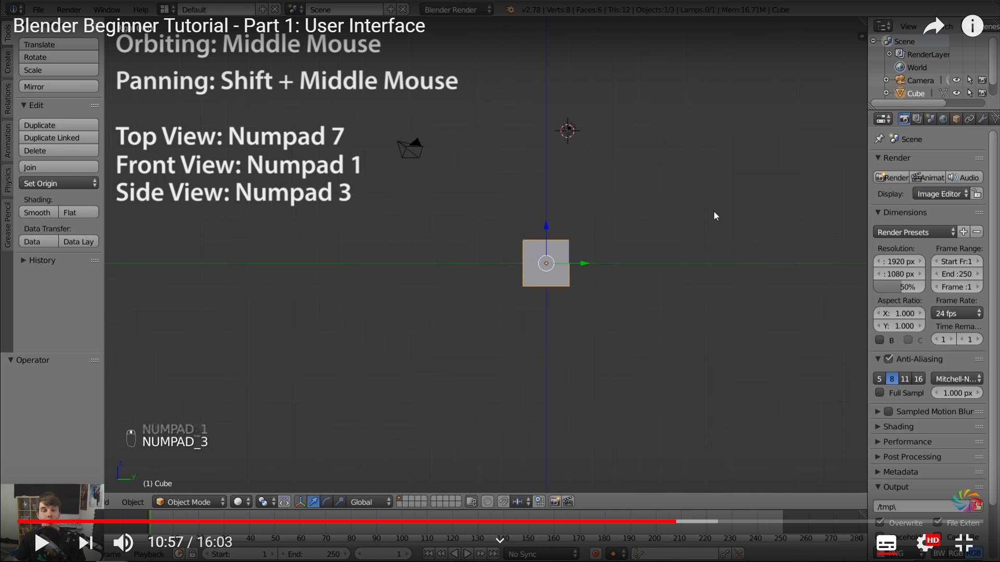 File Render Window Help Default Scene Blender Render v2.78 | Verts:8 | Faces:6 | Tris:12 | Objects:1/3 | Lamps:0/1 | Mem:16.71M | Cube
Blender Beginner Tutorial - Part 1: User Interface
Tools
Create
Relations
Animation
Physics
Grease Pencil
Translate
Rotate
Scale
Mirror
Edit
Duplicate
Duplicate Linked
Delete
Join
Set Origin
Shading:
Smooth Flat
Data Transfer:
Data Data Lay
History
Operator
Orbiting: Middle Mouse
Panning: Shift + Middle Mouse
Top View: Numpad 7
Front View: Numpad 1
Side View: Numpad 3
NUMPAD_1
NUMPAD_3
z
y
(1) Cube
View
Scene
RenderLayer
World
Camera
Cube
Scene
Render
Render Animat Audio
Display: Image Editor
Dimensions
Render Presets
Resolution: Frame Range:
: 1920 px Start Fr:1
: 1080 px End :250
50% Frame :1
Aspect Ratio: Frame Rate:
X: 1.000 24 fps
Y: 1.000 Time Rema...
B C 1 1
Anti-Aliasing
5 8 11 16 Mitchell-N...
Full Sampl 1.000 px
Sampled Motion Blur
Shading
Performance
Post Processing
Metadata
Output
/tmp\
Overwrite File Exten
Cache Re
PNG BW RGB RGB
Object Object Mode Global
40 50 60 70 80 90 100 110 120 130 140 150 160 170 180 190 200 210 220 230 240 250 260 270 280
10:57 / 16:03
HD
Playback Start: 1 End: 250 1 No Sync